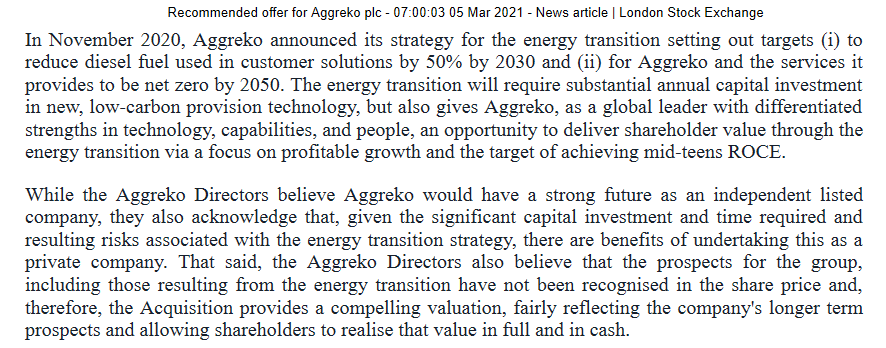 Recommended offer for Aggreko plc - 07:00:03 05 Mar 2021 - News article | London Stock Exchange
In November 2020, Aggreko announced its strategy for the energy transition setting out targets (i) to
reduce diesel fuel used in customer solutions by 50% by 2030 and (ii) for Aggreko and the services it
provides to be net zero by 2050. The energy transition will require substantial annual capital investment
in new, low-carbon provision technology, but also gives Aggreko, as a global leader with differentiated
strengths in technology, capabilities, and people, an opportunity to deliver shareholder value through the
energy transition via a focus on profitable growth and the target of achieving mid-teens ROCE.
While the Aggreko Directors believe Aggreko would have a strong future as an independent listed
company, they also acknowledge that, given the significant capital investment and time required and
resulting risks associated with the energy transition strategy, there are benefits of undertaking this as a
private company. That said, the Aggreko Directors also believe that the prospects for the group,
including those resulting from the energy transition have not been recognised in the share price and,
therefore, the Acquisition provides a compelling valuation, fairly reflecting the company's longer term
prospects and allowing shareholders to realise that value in full and in cash.